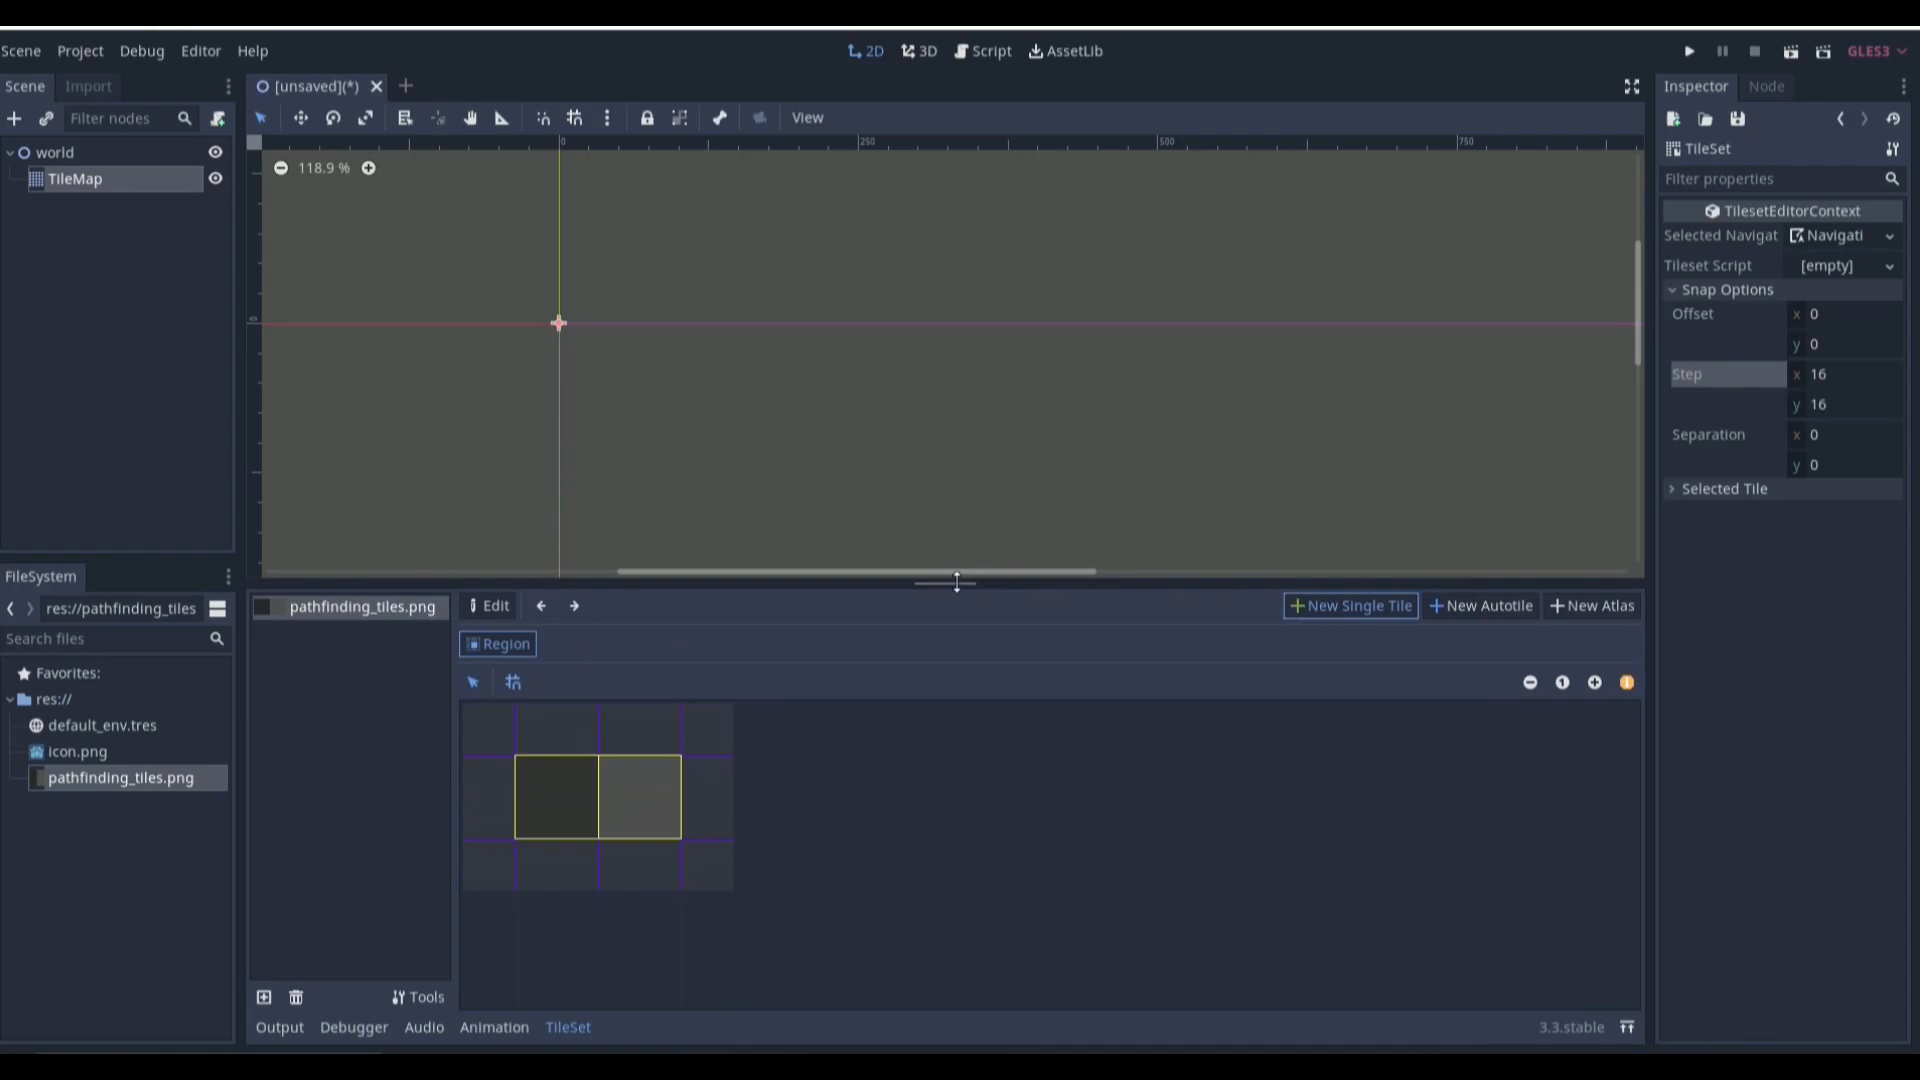 Scene Project Debug Editor Help 2D 3D Script AssetLib GLES3
Scene Import [unsaved](*) Inspector Node
Filter nodes View
0 250 500 750
world
118.9 %
TileMap
TileSet
Filter properties
TilesetEditorContext
Selected Navigat Navigati
Tileset Script [empty]
Snap Options
Offset x 0
y 0
Step x 16
y 16
Separation x 0
y 0
Selected Tile
0
FileSystem
res://pathfinding_tiles
Search files
Favorites:
res://
default_env.tres
icon.png
pathfinding_tiles.png
pathfinding_tiles.png Edit New Single Tile New Autotile New Atlas
Region
1
Tools
Output Debugger Audio Animation TileSet 3.3.stable